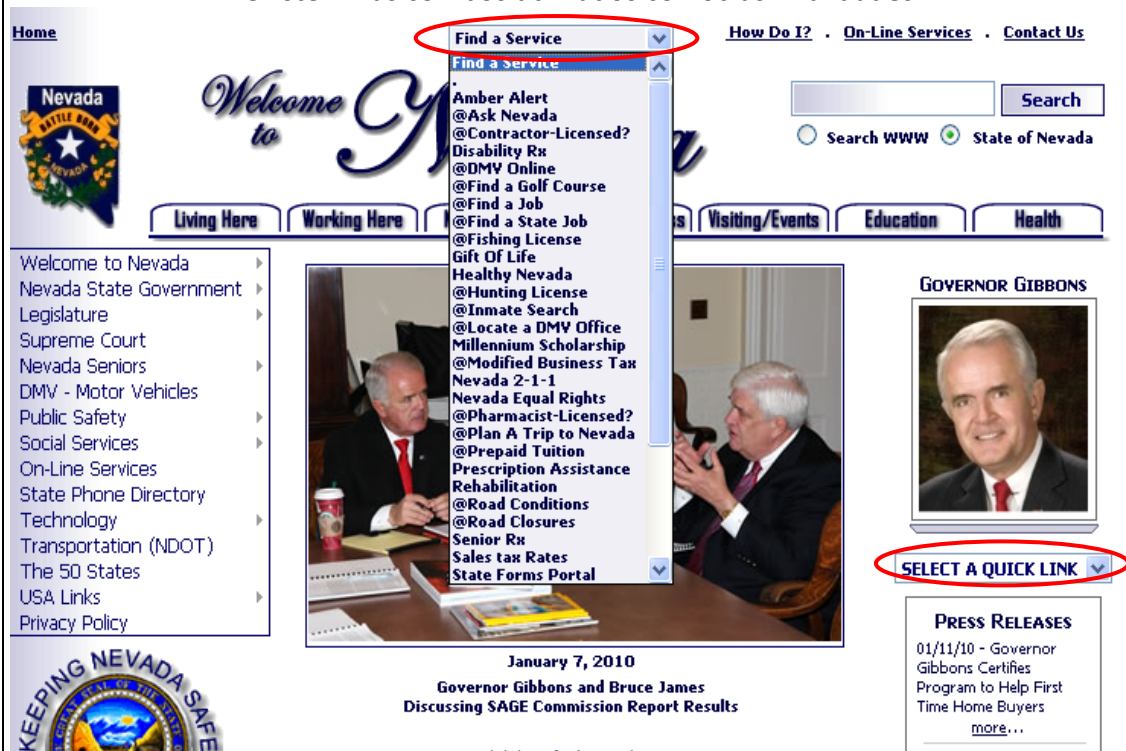 Home
Find a Service
How Do I? . On-Line Services . Contact Us
Nevada
BATTLE BORN
NEVADA
Welcome
to
Search
Search WWW State of Nevada
Find a Service
.
Amber Alert
@Ask Nevada
@Contractor-Licensed?
Disability Rx
@DMV Online
@Find a Golf Course
@Find a Job
@Find a State Job
@Fishing License
Gift Of Life
Healthy Nevada
@Hunting License
@Inmate Search
@Locate a DMV Office
Millennium Scholarship
@Modified Business Tax
Nevada 2-1-1
Nevada Equal Rights
@Pharmacist-Licensed?
@Plan A Trip to Nevada
@Prepaid Tuition
Prescription Assistance
Rehabilitation
@Road Conditions
@Road Closures
Senior Rx
Sales tax Rates
State Forms Portal
Living Here Working Here Visiting/Events Education Health
Welcome to Nevada
Nevada State Government
Legislature
Supreme Court
Nevada Seniors
DMV - Motor Vehicles
Public Safety
Social Services
On-Line Services
State Phone Directory
Technology
Transportation (NDOT)
The 50 States
USA Links
Privacy Policy
KEEPING NEVADA SAFE
January 7, 2010
Governor Gibbons and Bruce James
Discussing SAGE Commission Report Results
GOVERNOR GIBBONS
SELECT A QUICK LINK
PRESS RELEASES
01/11/10 - Governor
Gibbons Certifies
Program to Help First
Time Home Buyers
more...